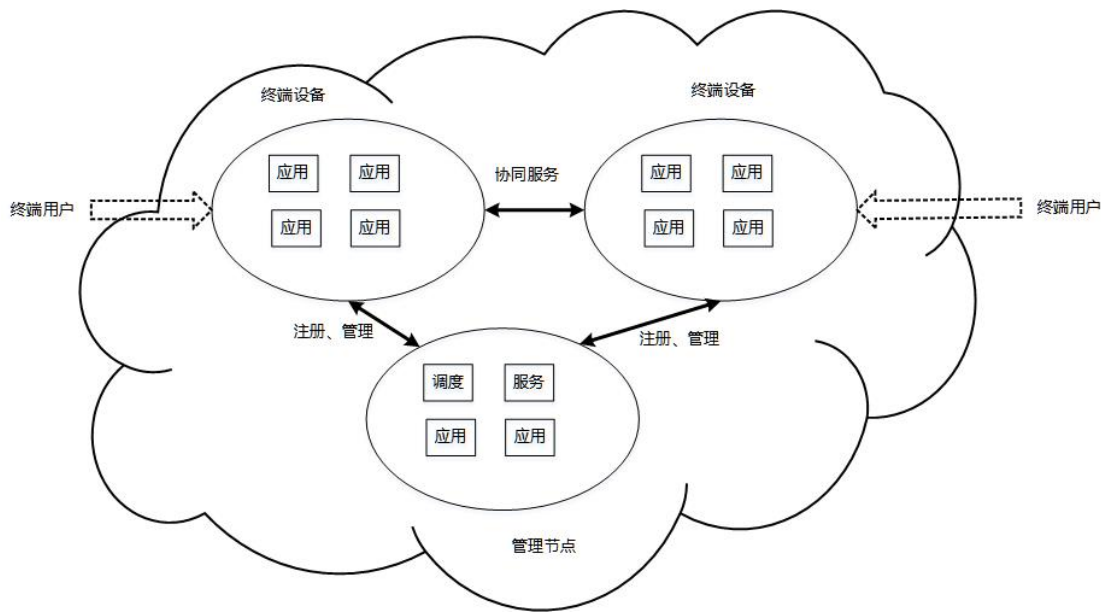 终端设备
终端设备
应用 应用
应用 应用
协同服务
应用 应用
应用 应用
终端用户
终端用户
注册、管理
注册、管理
调度 服务
应用 应用
管理节点